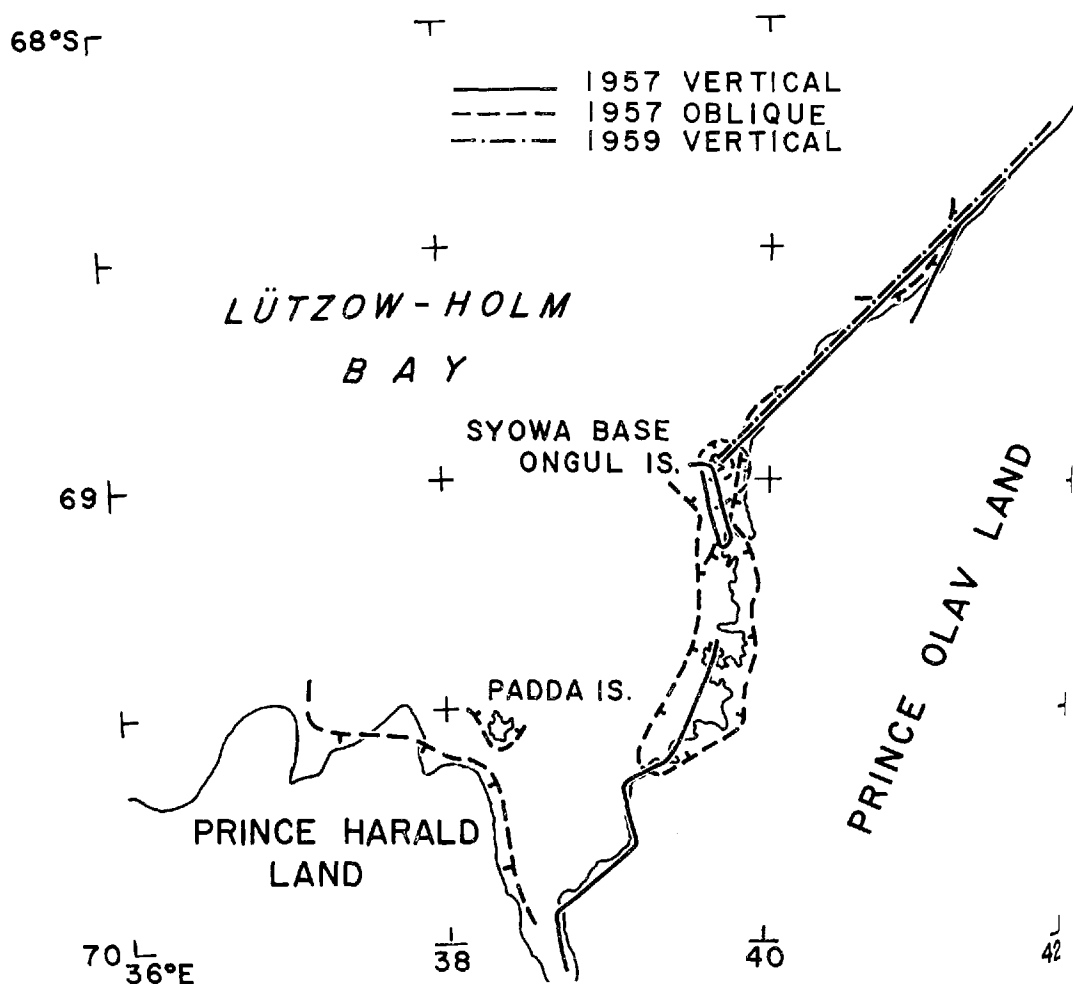 68°S
1957 VERTICAL
1957 OBLIQUE
1959 VERTICAL
LÜTZOW-HOLM
BAY
SYOWA BASE
ONGUL IS.
69
PRINCE OLAV LAND
PADDA IS.
PRINCE HARALD
LAND
70
36°E
38
40
42